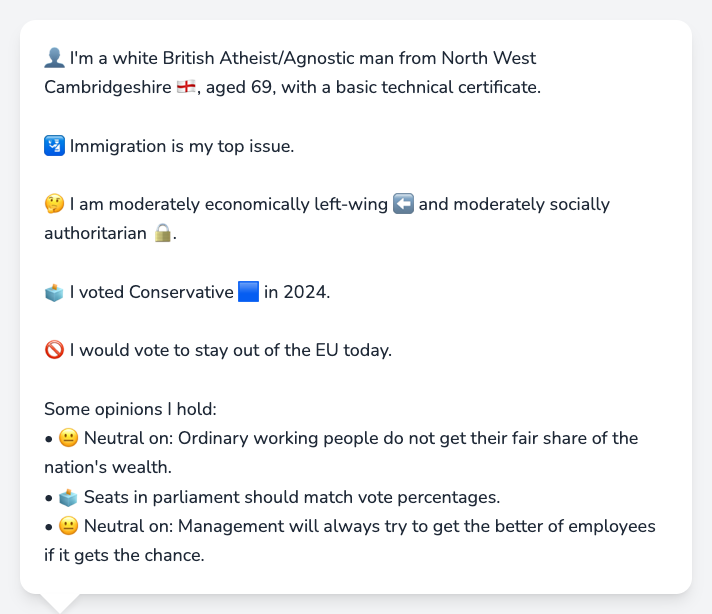 👤 I'm a white British Atheist/Agnostic man from North West
Cambridgeshire 🏴󠁧󠁢󠁥󠁮󠁧󠁿, aged 69, with a basic technical certificate.
🛂 Immigration is my top issue.
🤔 I am moderately economically left-wing ⬅️ and moderately socially
authoritarian 🔒.
🗳️ I voted Conservative 🟦 in 2024.
🚫 I would vote to stay out of the EU today.
Some opinions I hold:
• 😐 Neutral on: Ordinary working people do not get their fair share of the
nation's wealth.
• 🗳️ Seats in parliament should match vote percentages.
• 😐 Neutral on: Management will always try to get the better of employees
if it gets the chance.